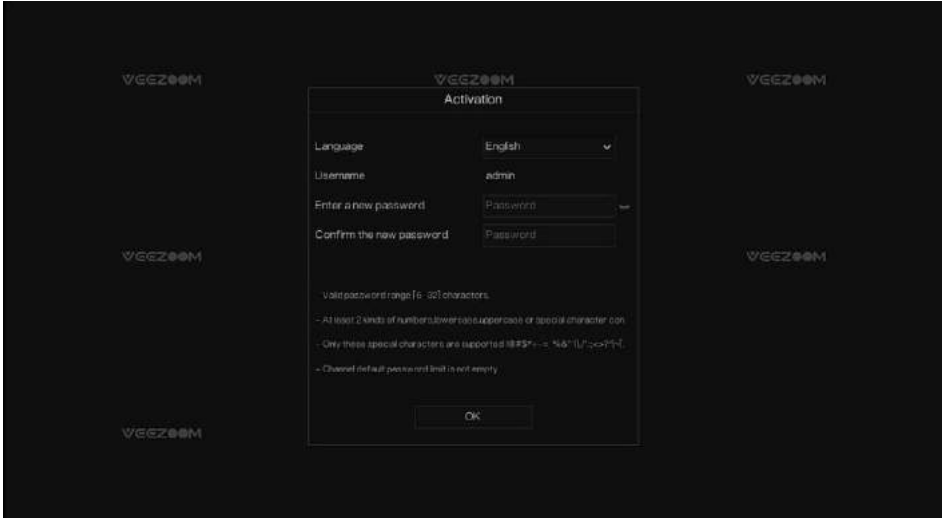 VEEZOOM VEEZOOM VEEZOOM
Activation
Language English
Username admin
Enter a new password Password
Confirm the new password Password
VEEZOOM VEEZOOM
Valid password range [6 - 32] characters.
- At least 2 kinds of numbers,lowercase,uppercase or special character con
- Only these special characters are supported
- Channel default password limit is not empty
OK
VEEZOOM